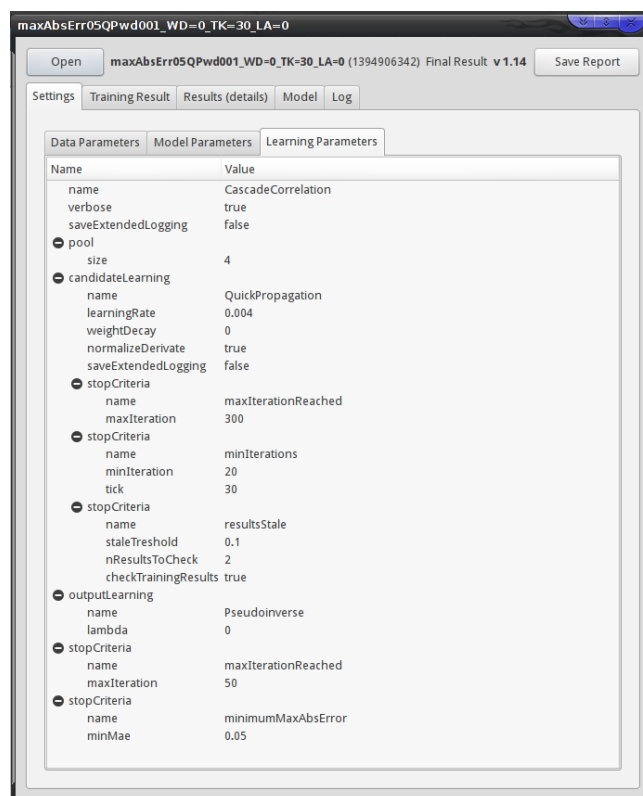 maxAbsErr05QPwd001_WD=0_TK=30_LA=0
Open maxAbsErr05QPwd001_WD=0_TK=30_LA=0 (1394906342) Final Result v 1.14 Save Report
Settings Training Result Results (details) Model Log
Data Parameters Model Parameters Learning Parameters
Name Value
name CascadeCorrelation
verbose true
saveExtendedLogging false
pool
size 4
candidateLearning
name QuickPropagation
learningRate 0.004
weightDecay 0
normalizeDerivate true
saveExtendedLogging false
stopCriteria
name maxIterationReached
maxIteration 300
stopCriteria
name minIterations
minIteration 20
tick 30
stopCriteria
name resultsStale
staleTreshold 0.1
nResultsToCheck 2
checkTrainingResults true
outputLearning
name Pseudoinverse
lambda 0
stopCriteria
name maxIterationReached
maxIteration 50
stopCriteria
name minimumMaxAbsError
minMae 0.05